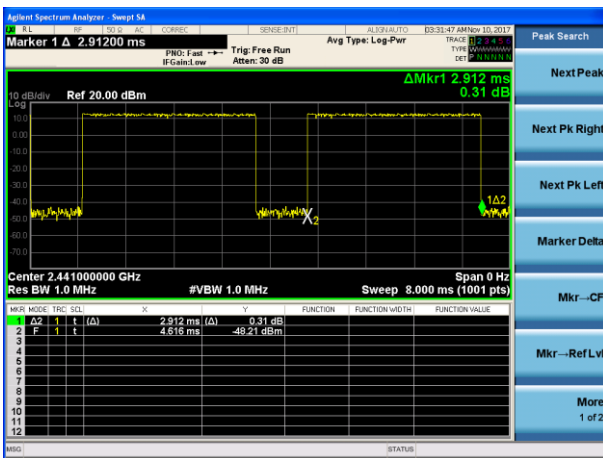 Agilent Spectrum Analyzer - Swept SA
RL RF 50 Ω AC CORREC SENSE:INT ALIGNAUTO 03:31:47 AM Nov 10, 2017
Marker 1 Δ 2.91200 ms
PNO: Fast Trig: Free Run
IFGain:Low Atten: 30 dB
Avg Type: Log-Pwr
TRACE 1 2 3 4 5 6
TYPE
DET P N N N N N
Peak Search
ΔMkr1 2.912 ms
0.31 dB
10 dB/div Ref 20.00 dBm
Log
10.0
0.00
-10.0
-20.0
-30.0
-40.0
-50.0
-60.0
-70.0
1Δ2
X2
Center 2.441000000 GHz Span 0 Hz
Res BW 1.0 MHz #VBW 1.0 MHz Sweep 8.000 ms (1001 pts)
MKR MODE TRC SCL X Y FUNCTION FUNCTION WIDTH FUNCTION VALUE
1 Δ2 1 t (Δ) 2.912 ms (Δ) 0.31 dB
2 F 1 t 4.616 ms -48.21 dBm
3
4
5
6
7
8
9
10
11
12
MSG STATUS
Next Peak
Next Pk Right
Next Pk Left
Marker Delta
Mkr→CF
Mkr→Ref Lvl
More
1 of 2